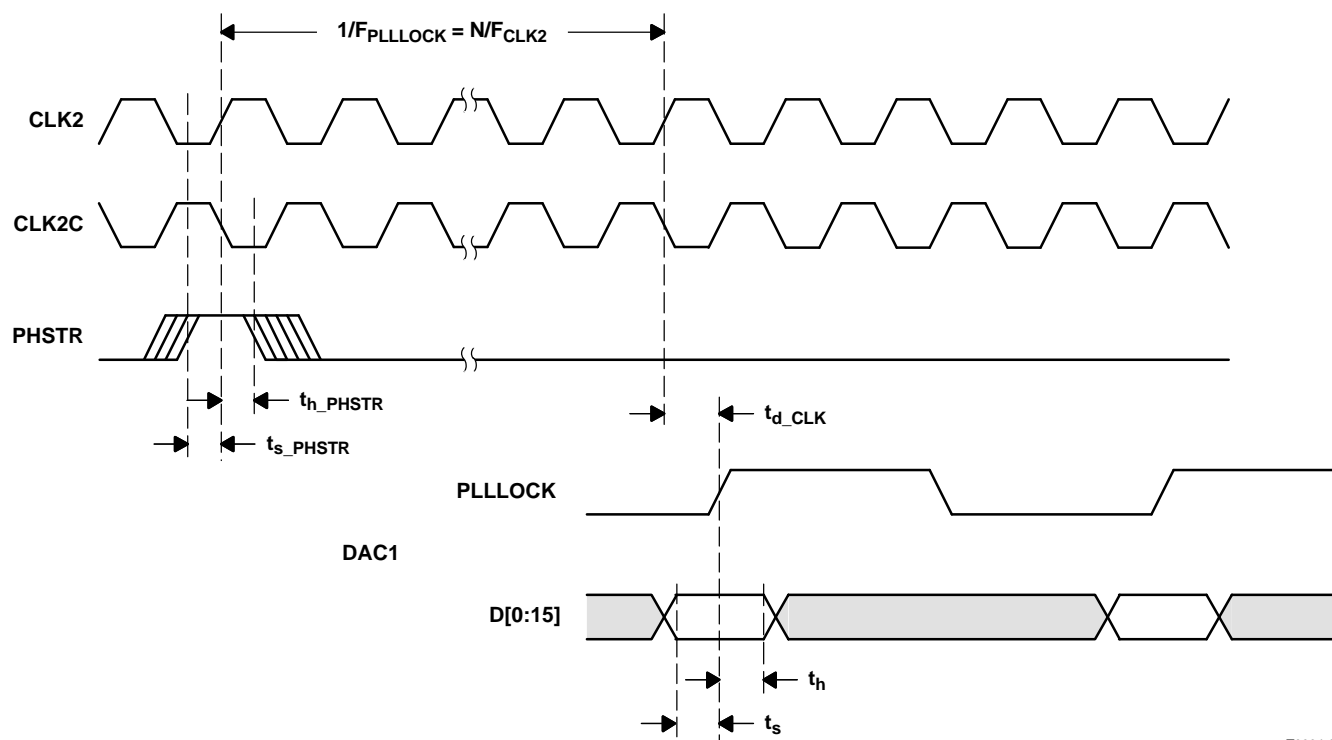 1/FPLLLOCK = N/FCLK2
CLK2
CLK2C
PHSTR
th_PHSTR
td_CLK
ts_PHSTR
PLLLOCK
DAC1
D[0:15]
th
ts